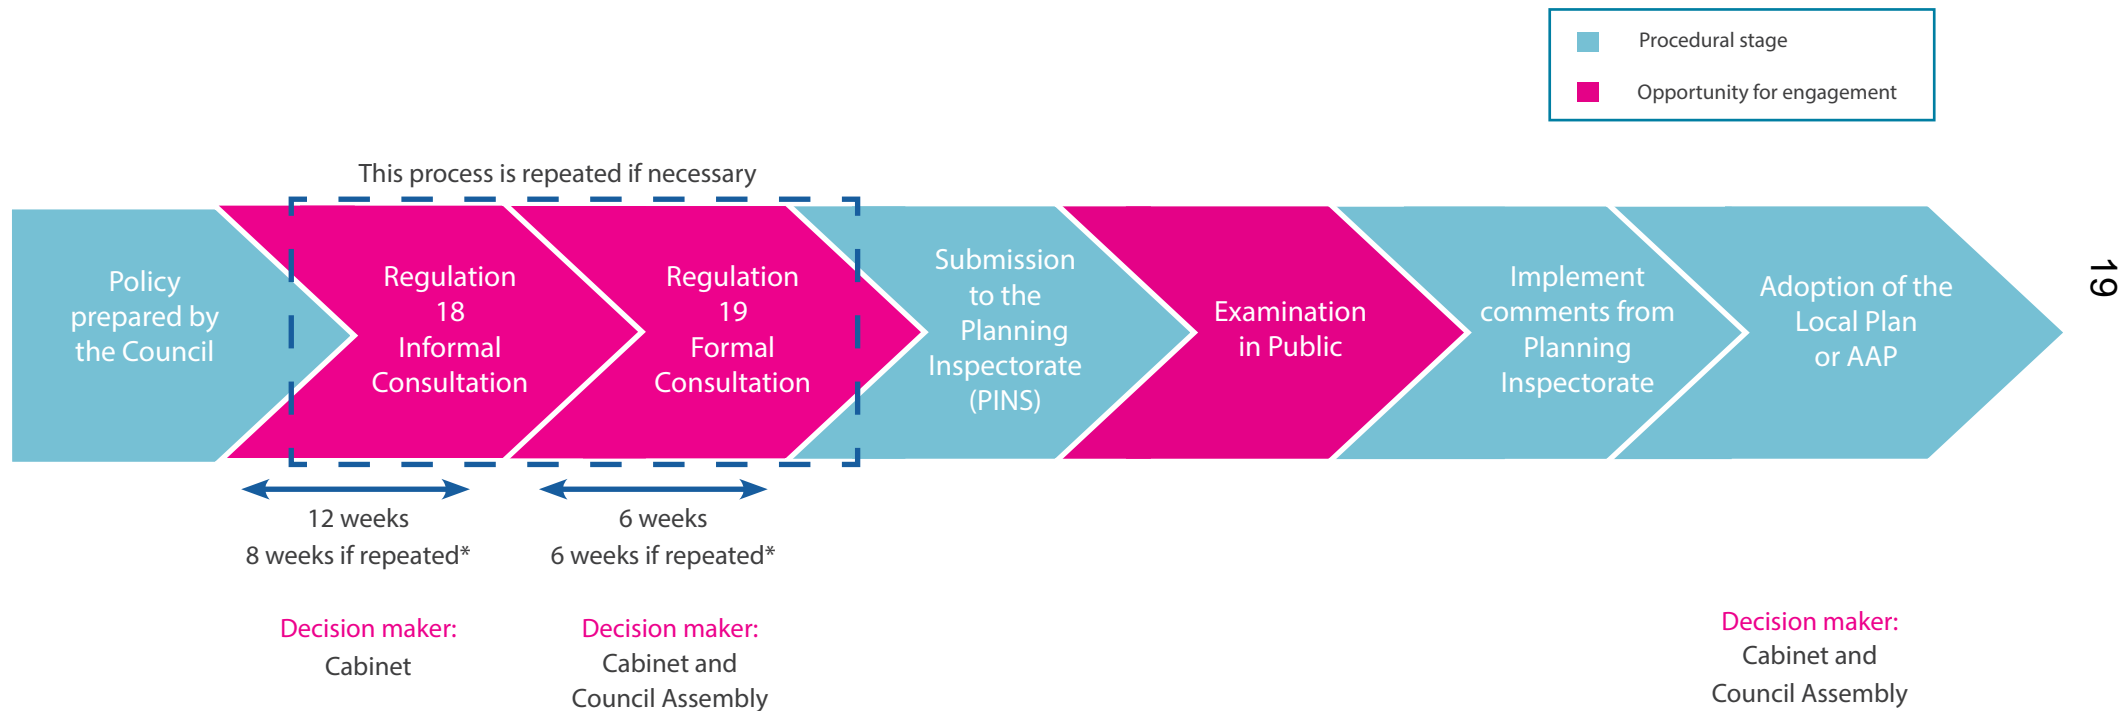 Procedural stage
Opportunity for engagement
This process is repeated if necessary
Policy
prepared by
the Council
Regulation
18
Informal
Consultation
Regulation
19
Formal
Consultation
Submission
to the
Planning
Inspectorate
(PINS)
Examination
in Public
Implement
comments from
Planning
Inspectorate
Adoption of the
Local Plan
or AAP
12 weeks
8 weeks if repeated*
6 weeks
6 weeks if repeated*
Decision maker:
Cabinet
Decision maker:
Cabinet and
Council Assembly
Decision maker:
Cabinet and
Council Assembly
19